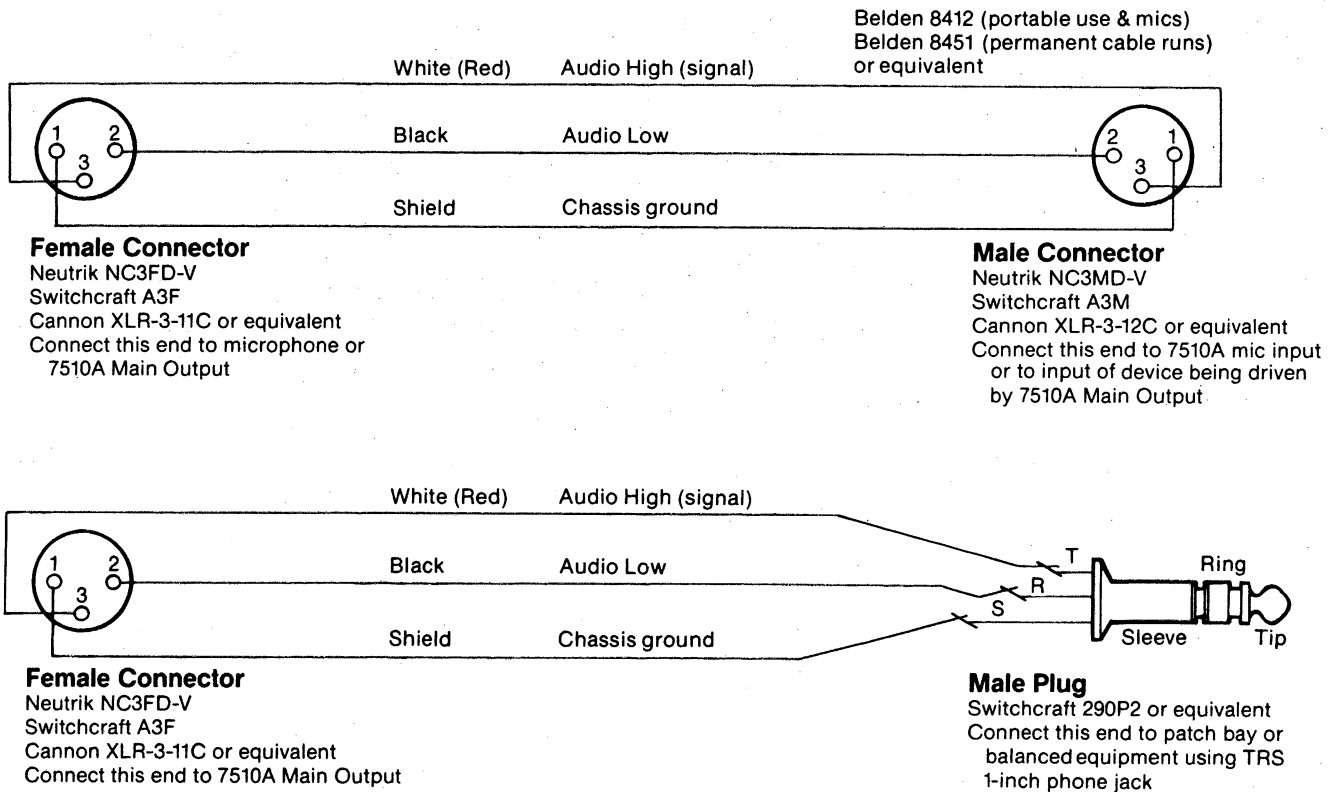 Belden 8412 (portable use & mics)
Belden 8451 (permanent cable runs)
or equivalent
White (Red) Audio High (signal)
1 2 3
Black Audio Low
2 1 3
Shield Chassis ground
Female Connector
Neutrik NC3FD-V
Switchcraft A3F
Cannon XLR-3-11C or equivalent
Connect this end to microphone or
7510A Main Output
Male Connector
Neutrik NC3MD-V
Switchcraft A3M
Cannon XLR-3-12C or equivalent
Connect this end to 7510A mic input
or to input of device being driven
by 7510A Main Output
White (Red) Audio High (signal)
1 2 3
Black Audio Low
T
R
S
Ring
Sleeve
Tip
Shield Chassis ground
Female Connector
Neutrik NC3FD-V
Switchcraft A3F
Cannon XLR-3-11C or equivalent
Connect this end to 7510A Main Output
Male Plug
Switchcraft 290P2 or equivalent
Connect this end to patch bay or
balanced equipment using TRS
1-inch phone jack